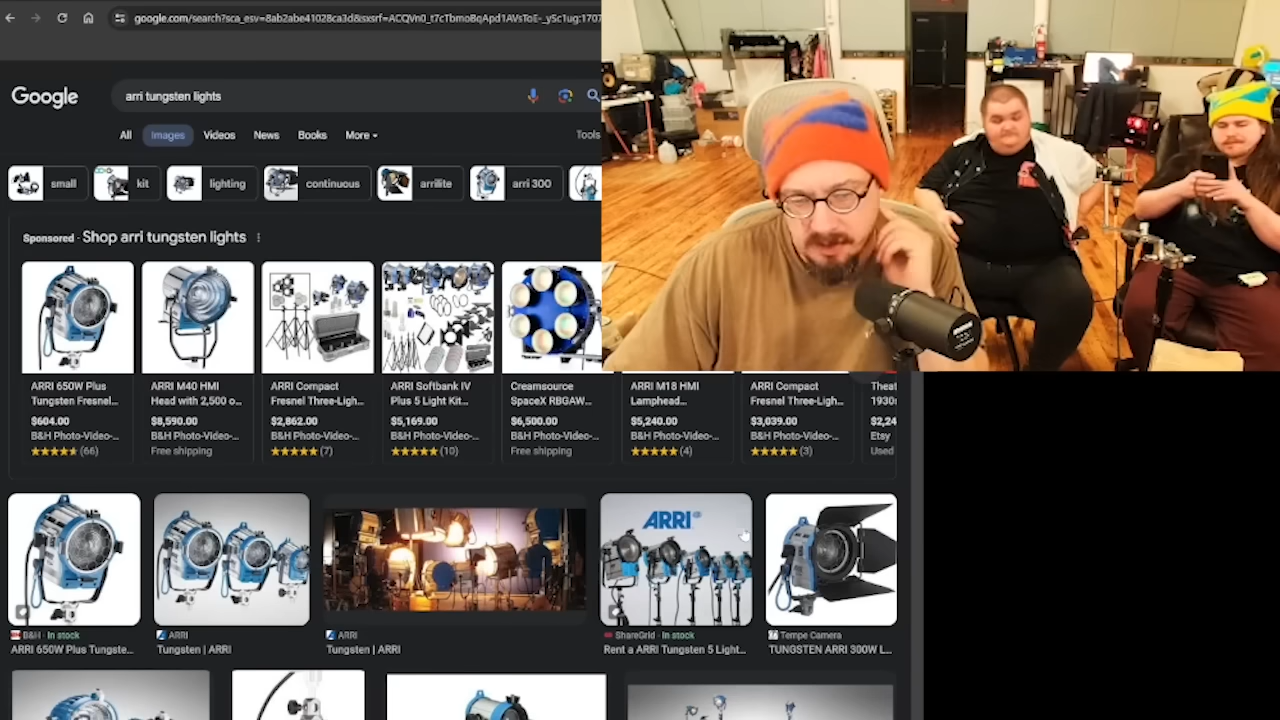 google.com/search?sca_esv=8ab2abe41028ca3d&sxsrf=ACQVn0_t7cTbmoBqApd1AVsToE-_ySc1ug:1707
Google
arri tungsten lights
All Images Videos News Books More Tools
small kit lighting continuous arrilite arri 300
Sponsored · Shop arri tungsten lights
ARRI 650W Plus
Tungsten Fresnel...
$604.00
B&H Photo-Video-...
(66)
ARRI M40 HMI
Head with 2,500 o...
$8,590.00
B&H Photo-Video-...
Free shipping
ARRI Compact
Fresnel Three-Ligh...
$2,862.00
B&H Photo-Video-...
(7)
ARRI Softbank IV
Plus 5 Light Kit...
$5,169.00
B&H Photo-Video-...
(10)
Creamsource
SpaceX RBGAW...
$6,500.00
B&H Photo-Video-...
Free shipping
ARRI M18 HMI
Lamphead...
$5,240.00
B&H Photo-Video-...
(4)
ARRI Compact
Fresnel Three-Ligh...
$3,039.00
B&H Photo-Video-...
(3)
Theat
1930s
$2,24
Etsy
Used
ARRI
B&H · In stock
ARRI 650W Plus Tungste...
ARRI
Tungsten | ARRI
ARRI
Tungsten | ARRI
ShareGrid · In stock
Rent a ARRI Tungsten 5 Light...
Tempe Camera
TUNGSTEN ARRI 300W L...